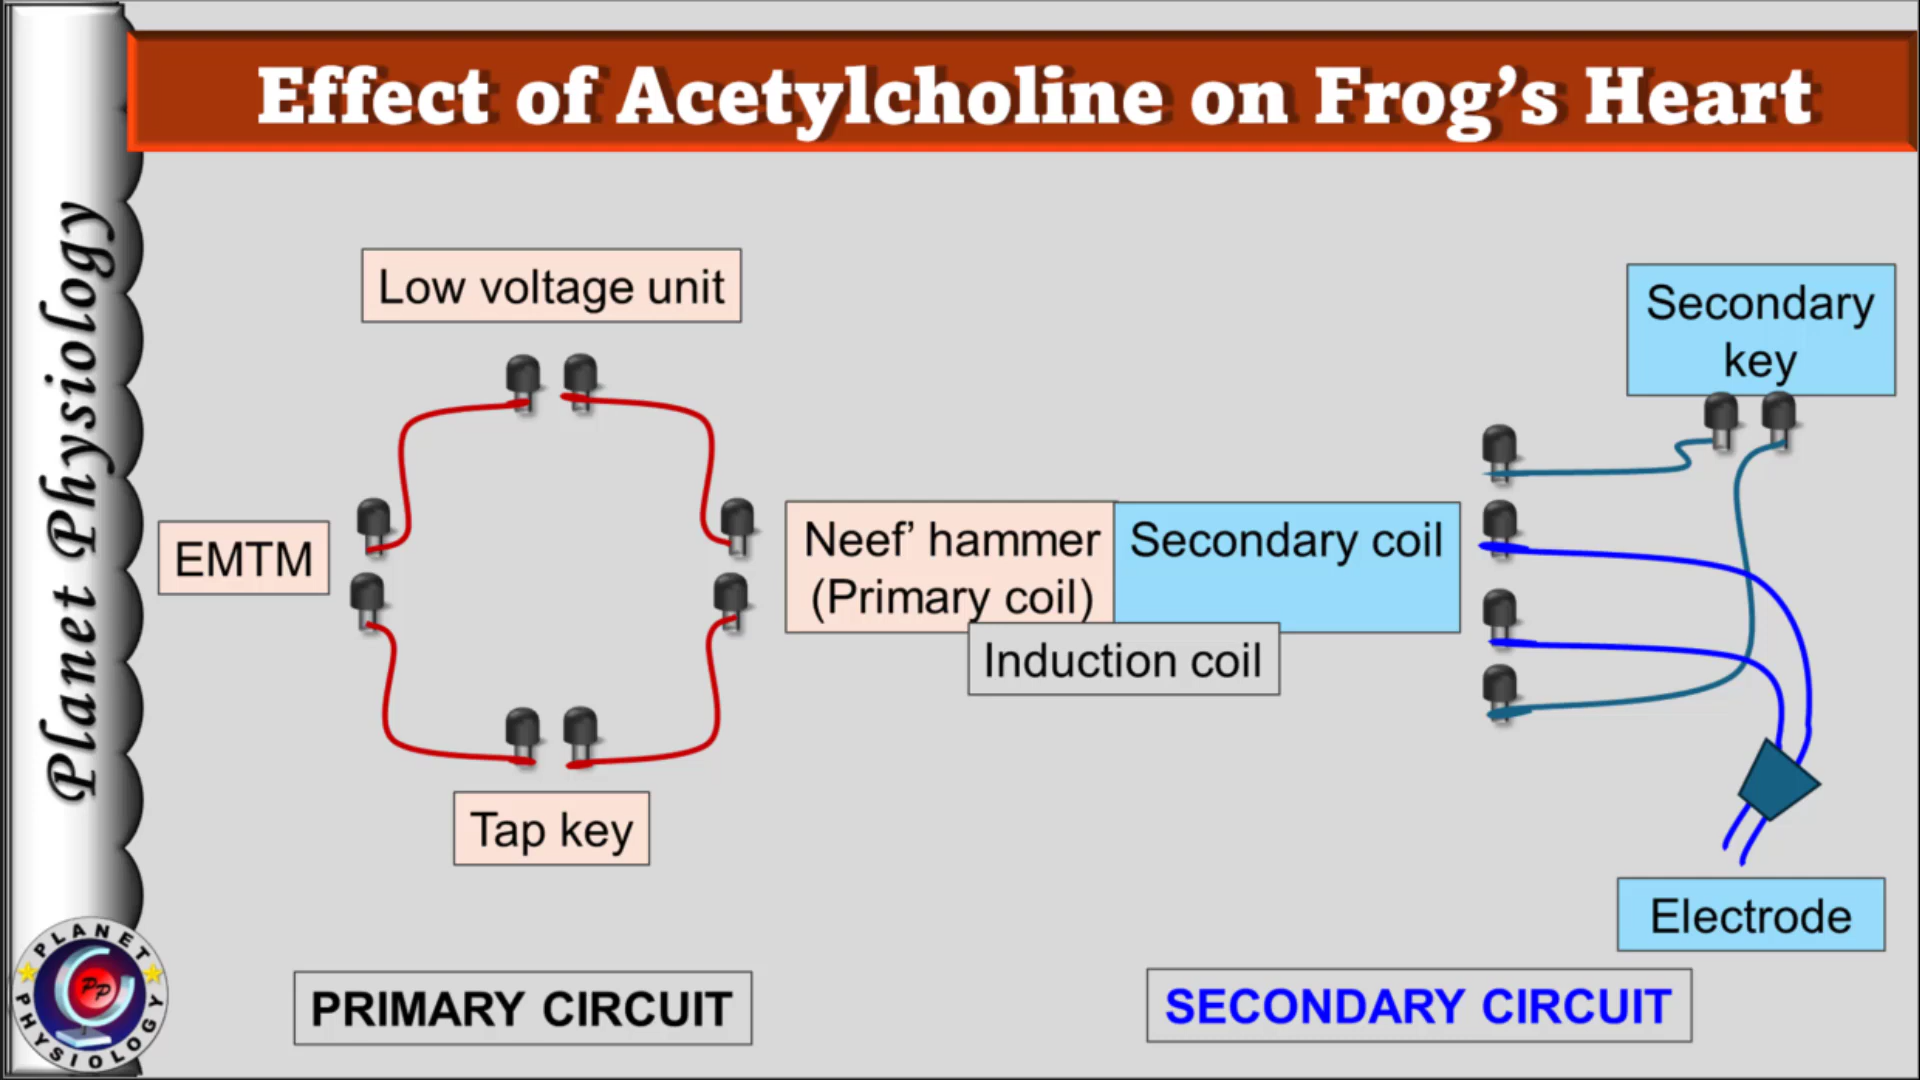 Effect of Acetylcholine on Frog’s Heart
Planet Physiology
Low voltage unit
EMTM
Neef’ hammer
(Primary coil)
Secondary coil
Induction coil
Tap key
Secondary
key
Electrode
PRIMARY CIRCUIT
SECONDARY CIRCUIT
PLANET
PP
PHYSIOLOGY